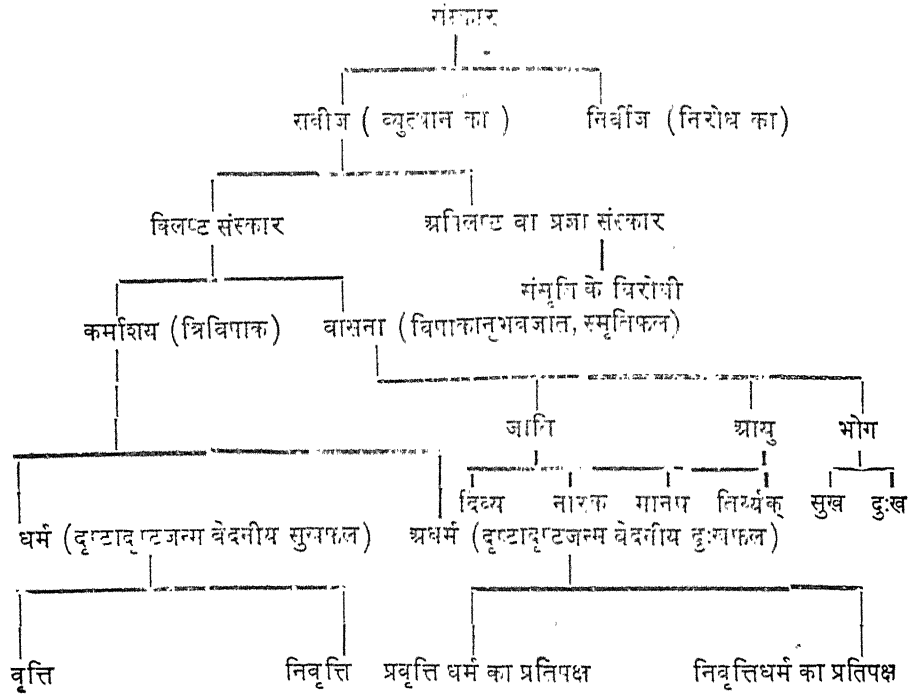 संस्कार
सबीज ( व्युत्थान का ) निर्बीज (निरोध का)
क्लिष्ट संस्कार अक्लिष्ट वा प्रज्ञा संस्कार
संसृति के विरोधी
कर्माशय (त्रिविपाक) वासना (विपाकानुभवजात, स्मृतिफल)
जाति आयु भोग
दिव्य नारक मानष तिर्य्यक् सुख दुःख
धर्म (दृष्टादृष्टजन्म वेदनीय सुखफल) अधर्म (दृष्टादृष्टजन्म वेदनीय दुःखफल)
वृत्ति निवृत्ति प्रवृत्ति धर्म का प्रतिपक्ष निवृत्तिधर्म का प्रतिपक्ष